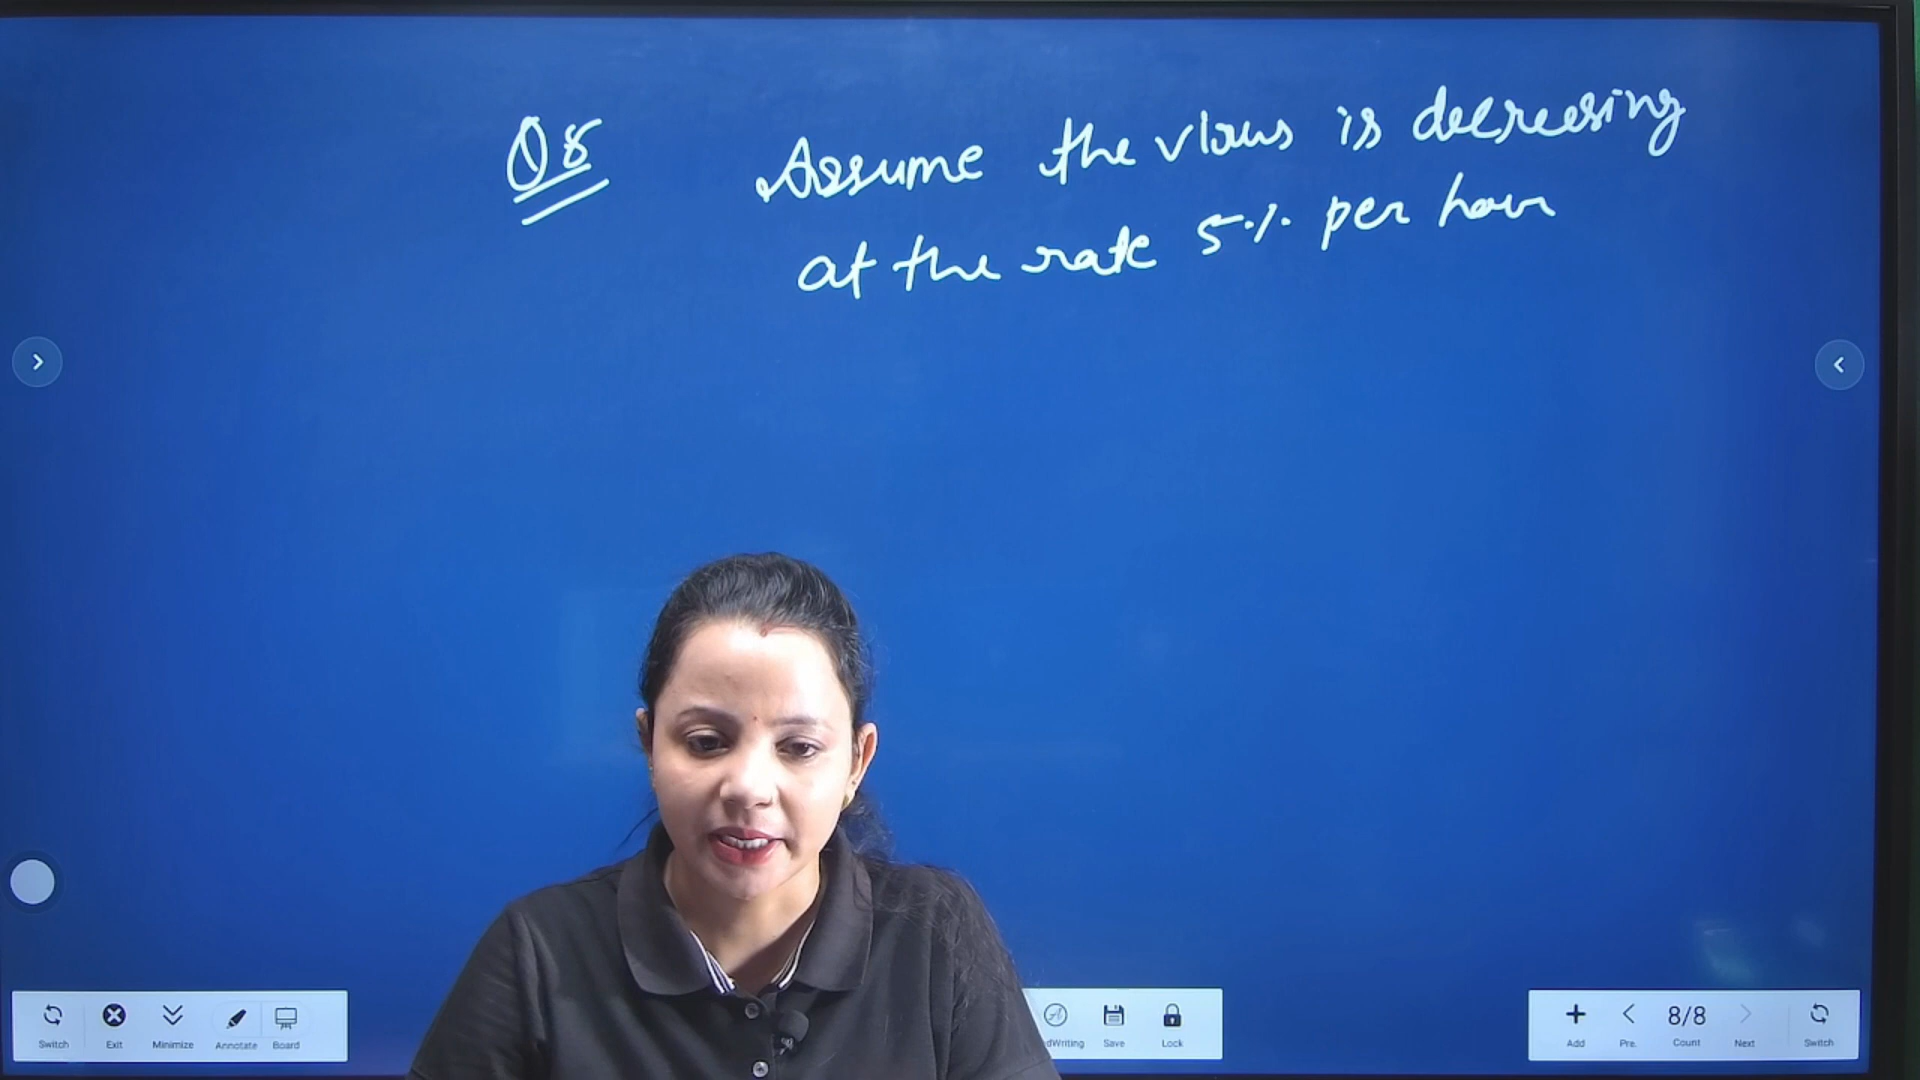 Q8
Assume the virus is decreasing
at the rate 5% per hour
Switch
Exit
Minimize
Annotate
Board
dWriting
Save
Lock
Add
Pre.
8/8
Count
Next
Switch